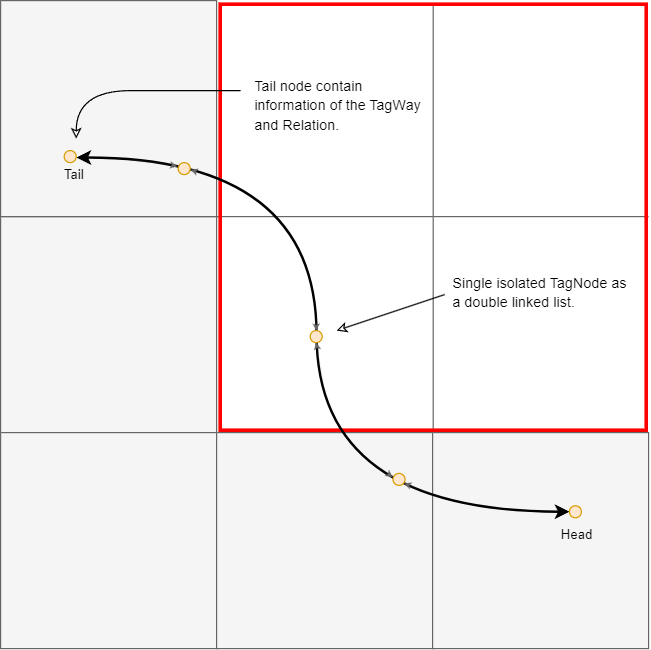 Tail node contain
information of the TagWay
and Relation.
Tail
Single isolated TagNode as
a double linked list.
Head